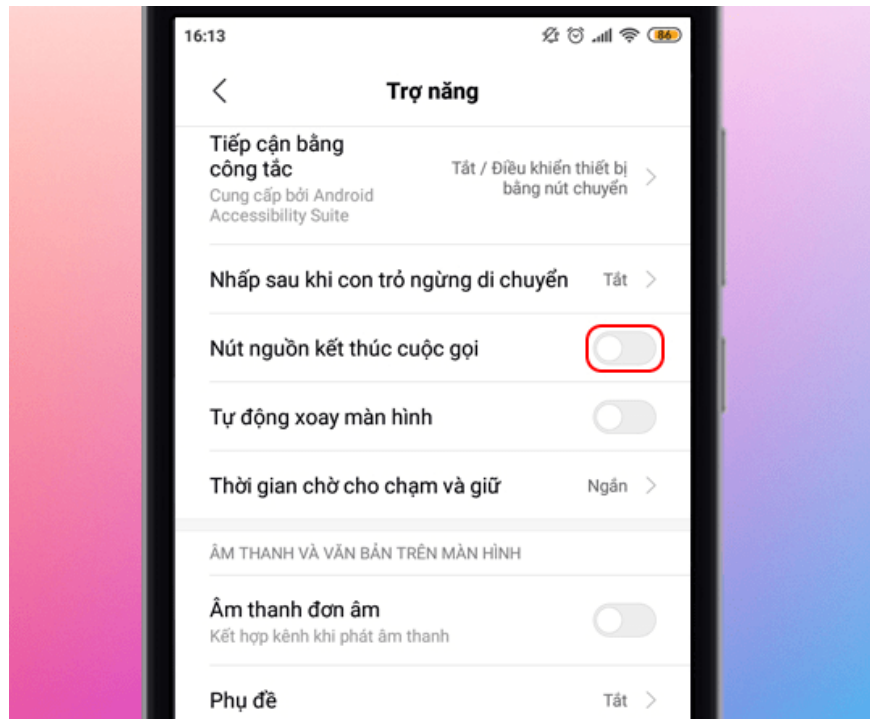 16:13
86
Trợ năng
Tiếp cận bằng
công tắc
Cung cấp bởi Android
Accessibility Suite
Tắt / Điều khiển thiết bị
bằng nút chuyển
Nhấp sau khi con trỏ ngừng di chuyển
Tắt
Nút nguồn kết thúc cuộc gọi
Tự động xoay màn hình
Thời gian chờ cho chạm và giữ
Ngắn
ÂM THANH VÀ VĂN BẢN TRÊN MÀN HÌNH
Âm thanh đơn âm
Kết hợp kênh khi phát âm thanh
Phụ đề
Tắt